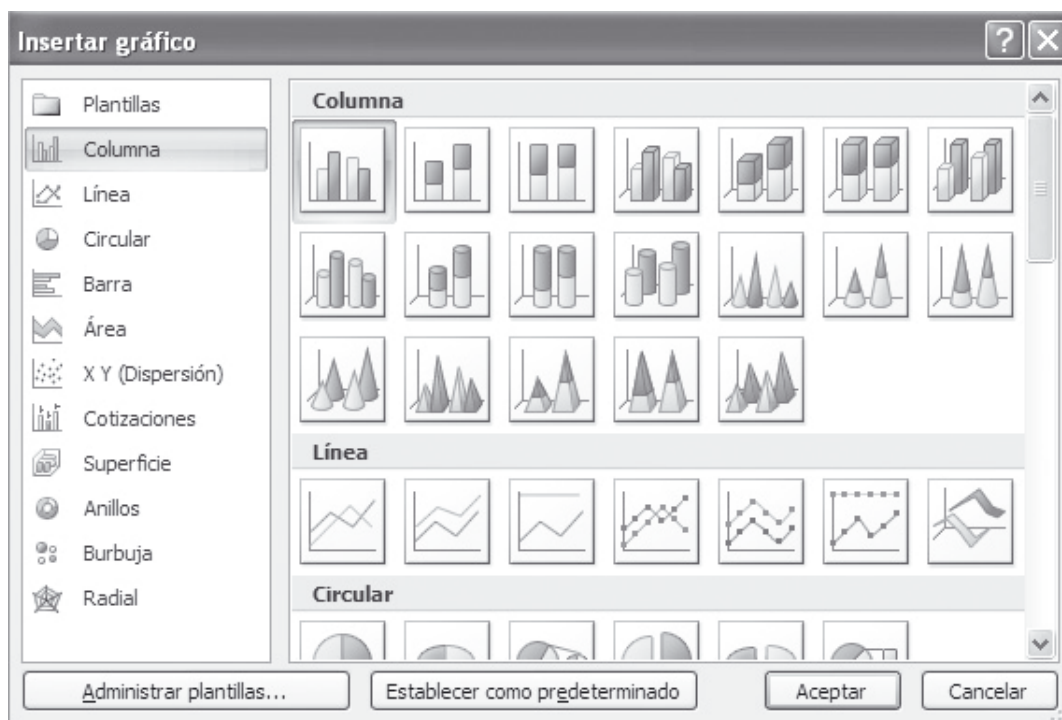 Insertar gráfico
Plantillas
Columna
Línea
Circular
Barra
Área
X Y (Dispersión)
Cotizaciones
Superficie
Anillos
Burbuja
Radial
Columna
Línea
Circular
Administrar plantillas...
Establecer como predeterminado
Aceptar
Cancelar